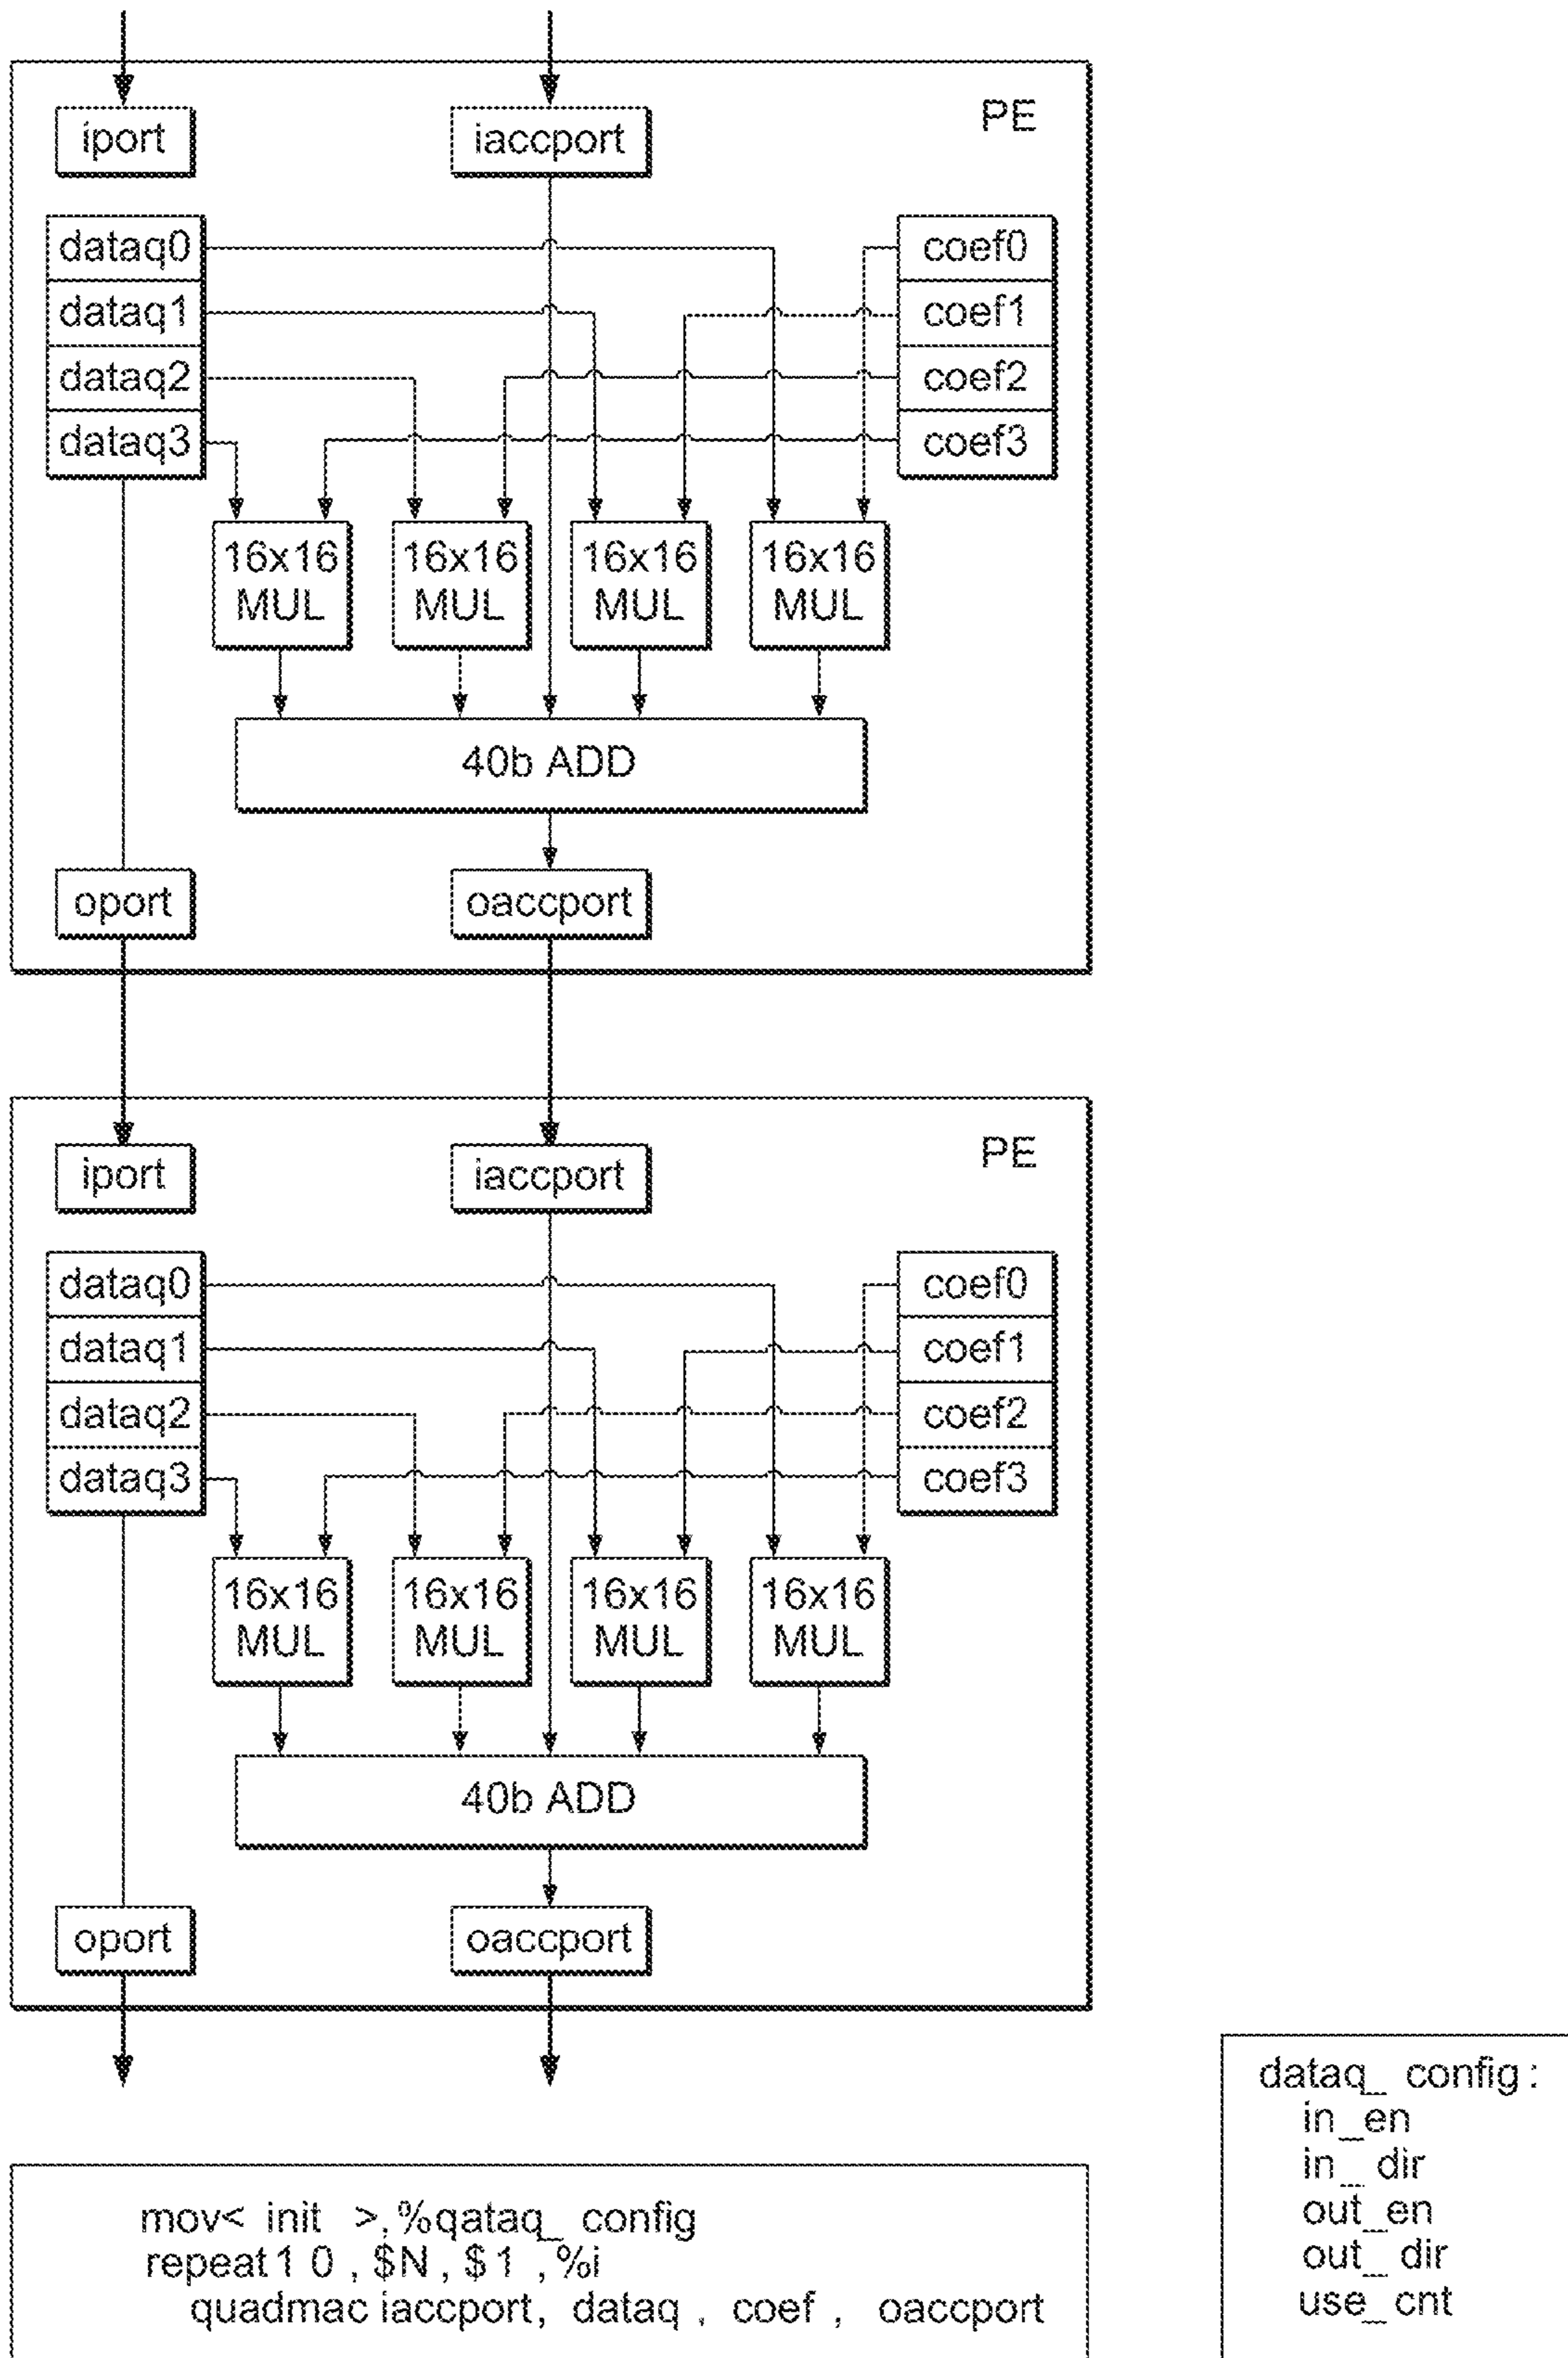 iport
iaccport
PE
dataq0
coef0
dataq1
coef1
dataq2
coef2
dataq3
coef3
16x16 MUL
16x16 MUL
16x16 MUL
16x16 MUL
40b ADD
oport
oaccport
iport
iaccport
PE
dataq0
coef0
dataq1
coef1
dataq2
coef2
dataq3
coef3
16x16 MUL
16x16 MUL
16x16 MUL
16x16 MUL
40b ADD
oport
oaccport
dataq_ config :
in_en
in_ dir
out_en
out_ dir
use_cnt
mov< init >,%qataq_ config
repeat1 0 , $N , $ 1 ,%i
quadmac iaccport, dataq , coef , oaccport